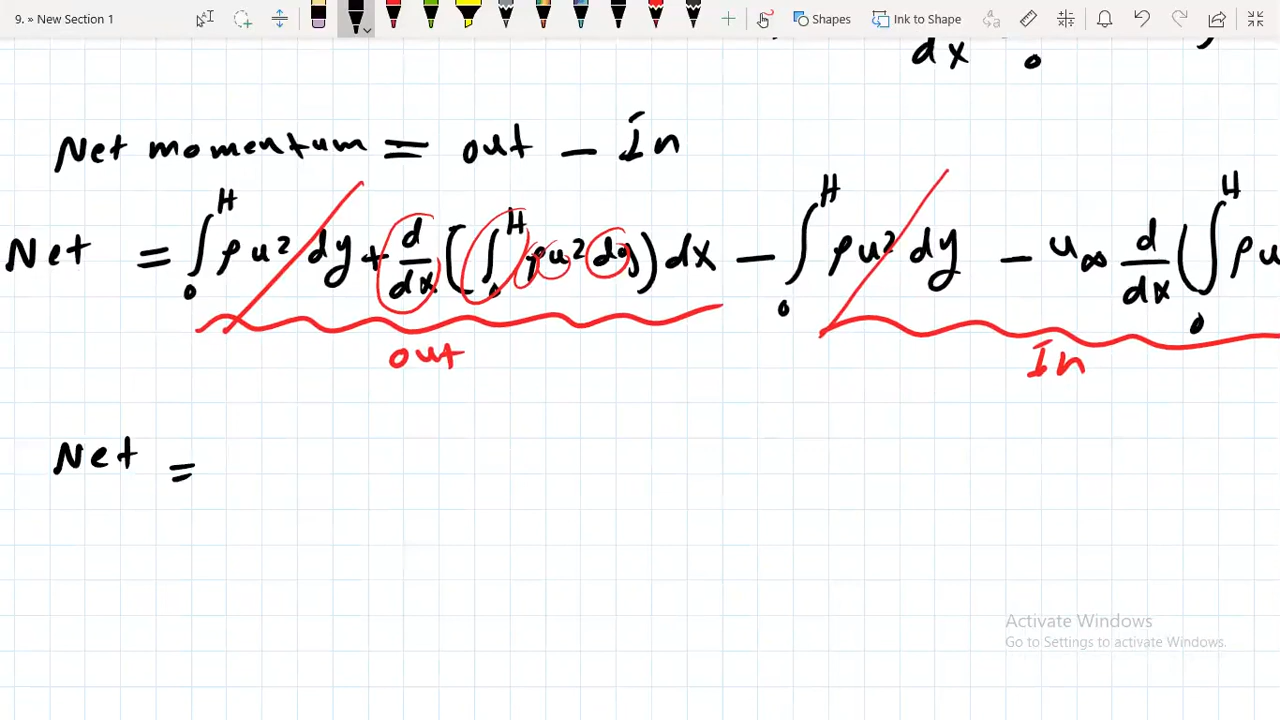 9. » New Section 1 Shapes Ink to Shape
d/dx 0
Net momentum = out - In
Net = ∫₀ᴴ ρu² dy + d/dx (∫₀ᴴ ρu² dy) dx - ∫₀ᴴ ρu² dy - u∞ d/dx (∫₀ᴴ ρu
out In
Net =
Activate Windows
Go to Settings to activate Windows.